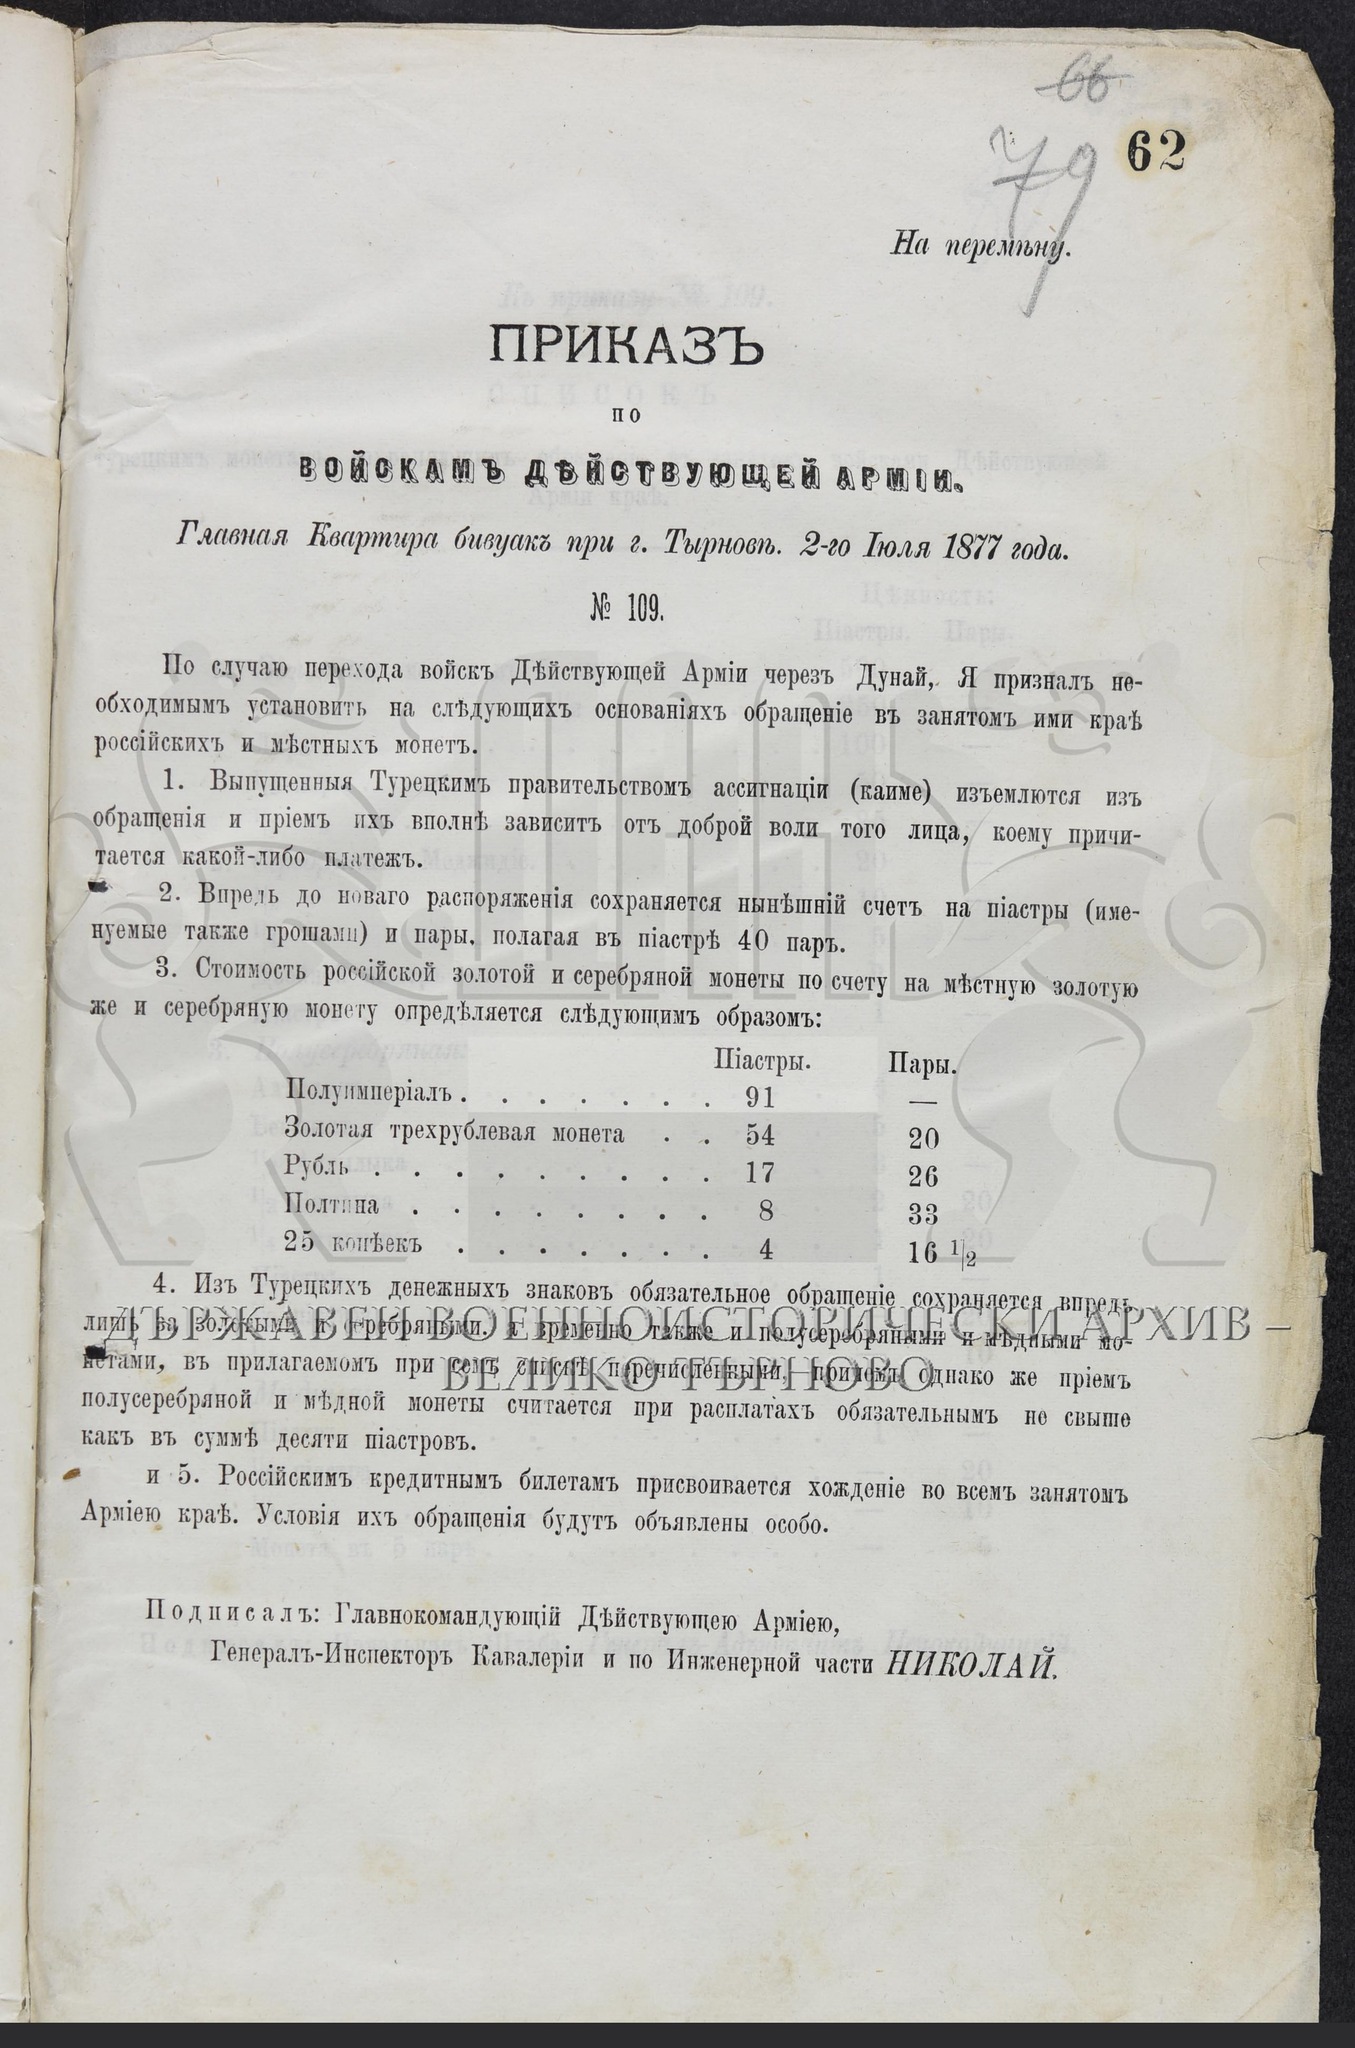 66
79
62
На перемѣну.
ПРИКАЗЪ
ПО
ВОЙСКАМЪ ДѢЙСТВУЮЩЕЙ АРМІИ.
Главная Квартира бивуакъ при г. Тырновѣ. 2-го Іюля 1877 года.
№ 109.
По случаю перехода войскъ Дѣйствующей Арміи черезъ Дунай, Я призналъ не-
обходимымъ установить на слѣдующихъ основаніяхъ обращеніе въ занятомъ ими краѣ
россійскихъ и мѣстныхъ монетъ.
1. Выпущенныя Турецкимъ правительствомъ ассигнаціи (каиме) изъемлются изъ
обращенія и пріемъ ихъ вполнѣ зависитъ отъ доброй воли того лица, коему причи-
тается какой-либо платежъ.
2. Впредь до новаго распоряженія сохраняется нынѣшній счетъ на піастры (име-
нуемые также грошами) и пары, полагая въ піастрѣ 40 паръ.
3. Стоимость россійской золотой и серебряной монеты по счету на мѣстную золотую
же и серебряную монету опредѣляется слѣдующимъ образомъ:
Піастры. Пары.
Полуимперіалъ . . . . . . . 91 —
Золотая трехрублевая монета . . 54 20
Рубль . . . . . . . . . 17 26
Полтина . . . . . . . . 8 33
25 копѣекъ . . . . . . . 4 16 1/2
4. Изъ Турецкихъ денежныхъ знаковъ обязательное обращеніе сохраняется впредь
лишь за золотыми и серебряными, а временно также и полусеребряными и мѣдными мо-
нетами, въ прилагаемомъ при семъ спискѣ перечисленными, причемъ однако же пріемъ
полусеребряной и мѣдной монеты считается при расплатахъ обязательнымъ не свыше
какъ въ суммѣ десяти піастровъ.
и 5. Россійскимъ кредитнымъ билетамъ присвоивается хожденіе во всемъ занятомъ
Арміею краѣ. Условія ихъ обращенія будутъ объявлены особо.
Подписалъ: Главнокомандующій Дѣйствующею Арміею,
Генералъ-Инспекторъ Кавалеріи и по Инженерной части НИКОЛАЙ.
ДЪРЖАВЕН ВОЕННОИСТОРИЧЕСКИ АРХИВ –
ВЕЛИКО ТЪРНОВО